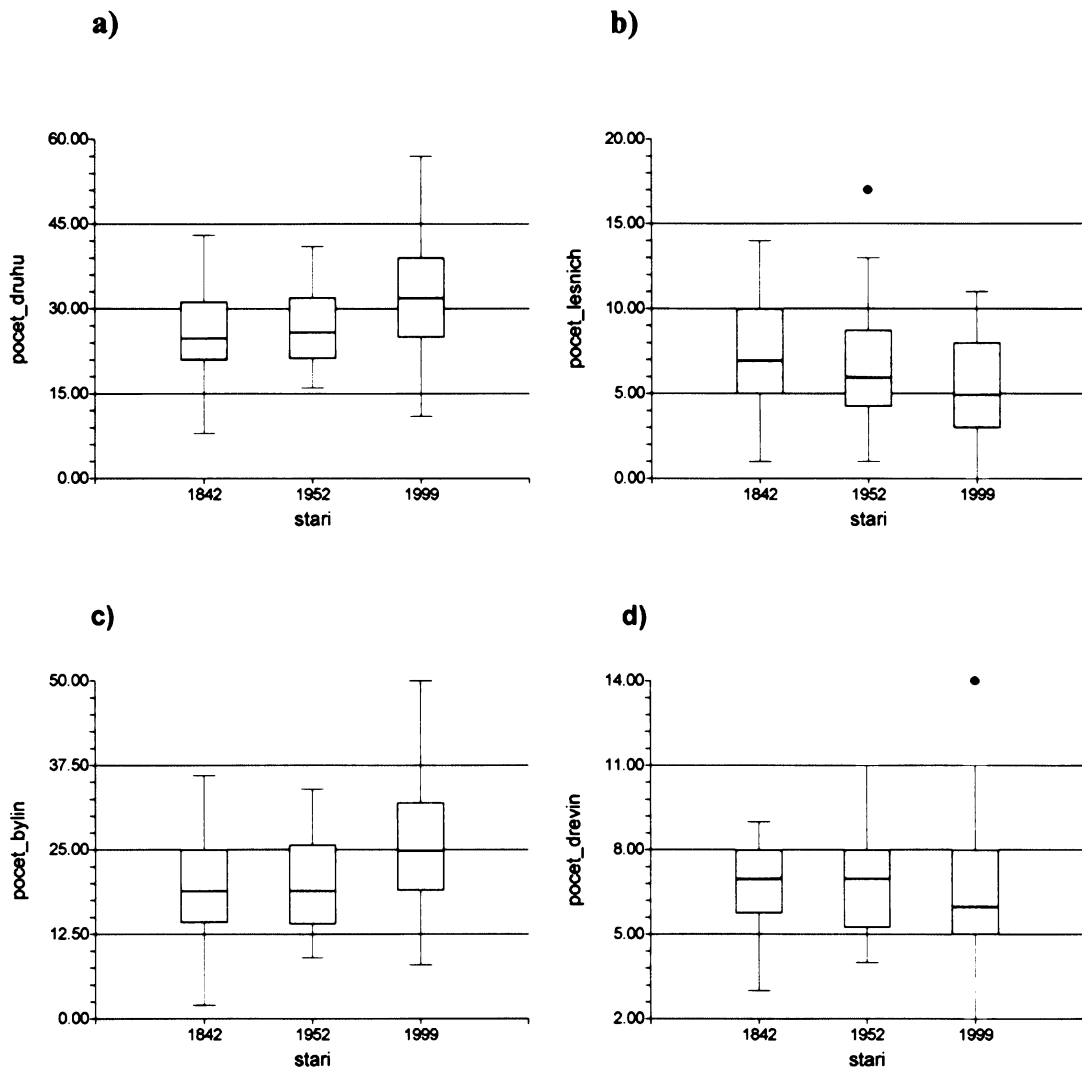 a)
pocet_druhu
60.00
45.00
30.00
15.00
0.00
1842 1952 1999
stari
b)
pocet_lesnich
20.00
15.00
10.00
5.00
0.00
1842 1952 1999
stari
c)
pocet_bylin
50.00
37.50
25.00
12.50
0.00
1842 1952 1999
stari
d)
pocet_drevin
14.00
11.00
8.00
5.00
2.00
1842 1952 1999
stari